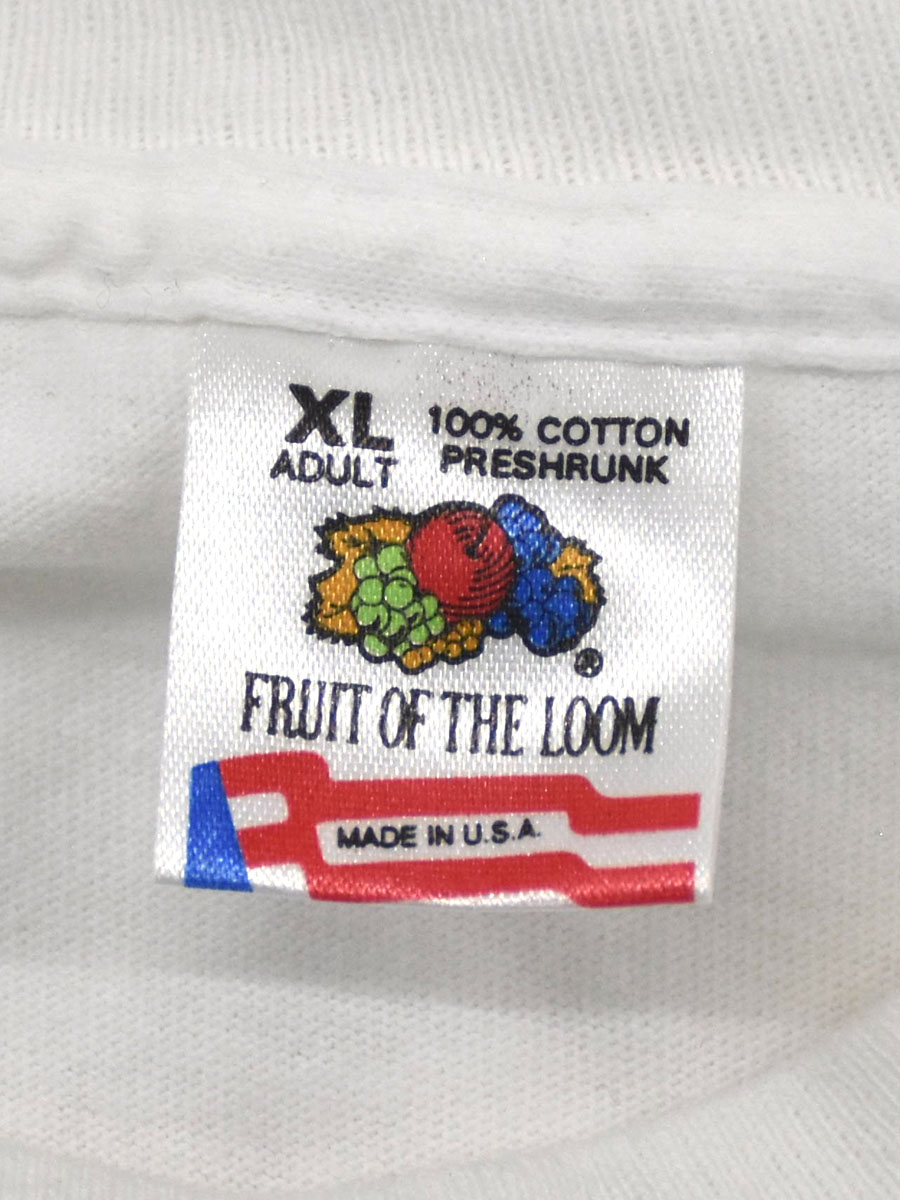 XL
ADULT
100% COTTON
PRESHRUNK
®
FRUIT OF THE LOOM
MADE IN U.S.A.